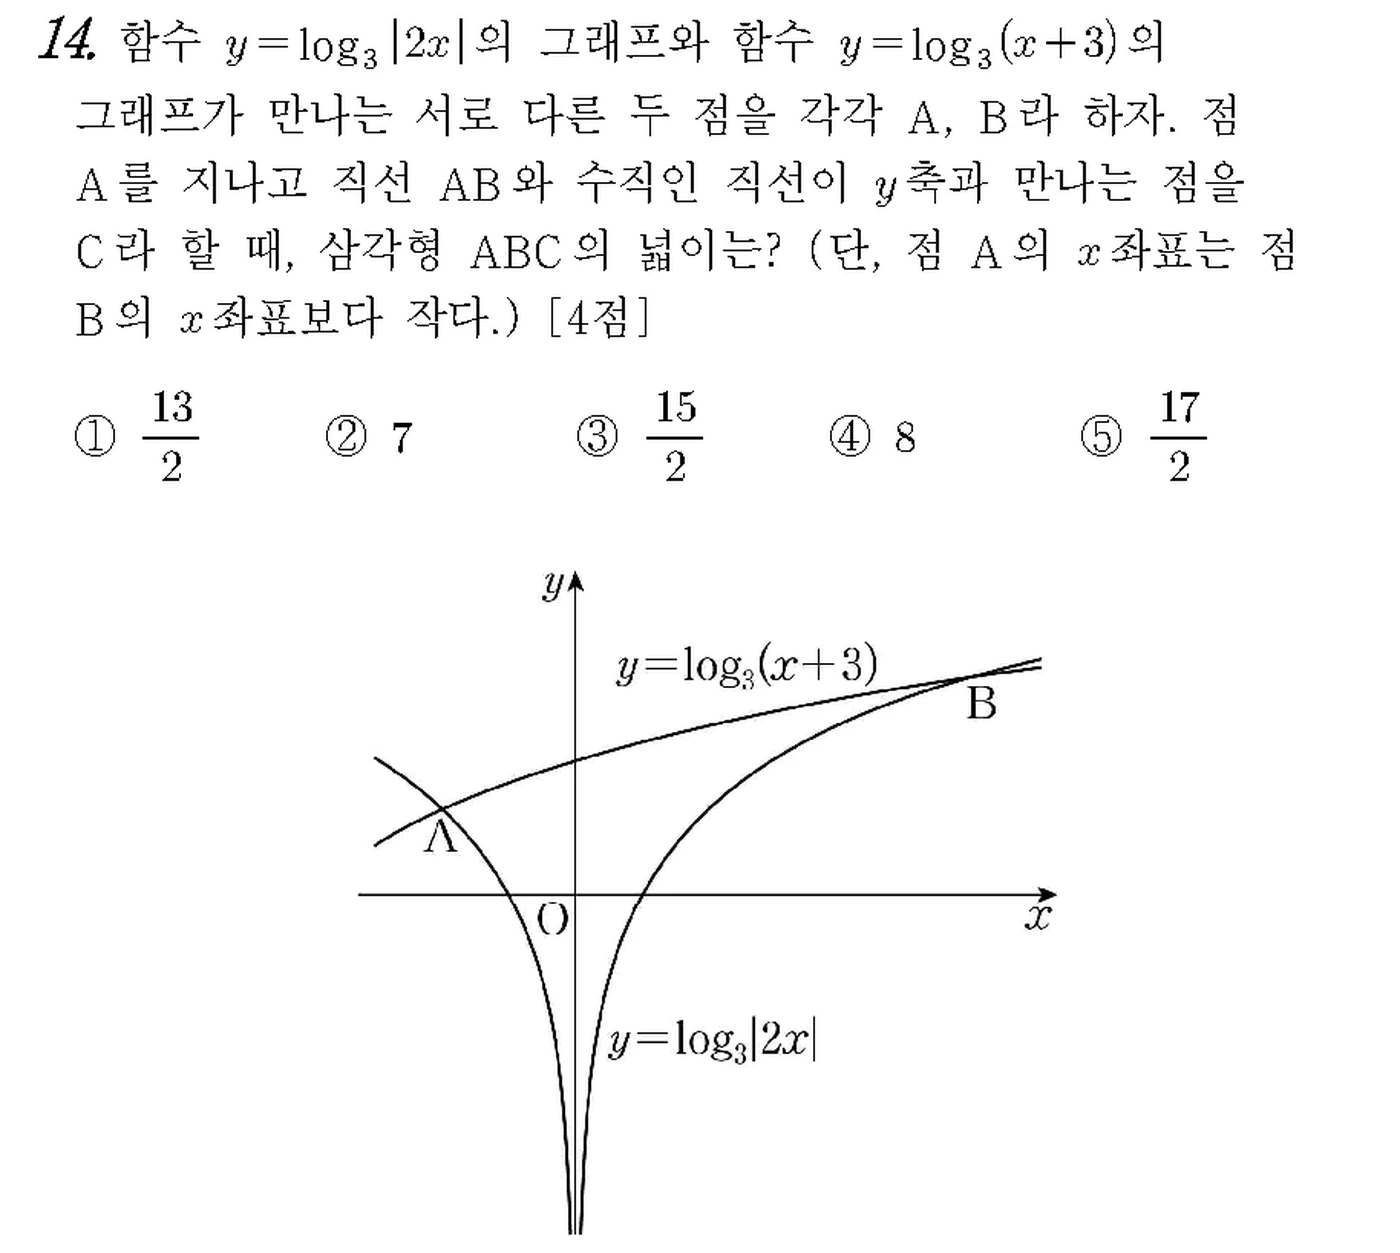 14. 함수 y=log₃|2x|의 그래프와 함수 y=log₃(x+3)의
그래프가 만나는 서로 다른 두 점을 각각 A, B라 하자. 점
A를 지나고 직선 AB와 수직인 직선이 y축과 만나는 점을
C라 할 때, 삼각형 ABC의 넓이는? (단, 점 A의 x좌표는 점
B의 x좌표보다 작다.) [4점]
① 13/2 ② 7 ③ 15/2 ④ 8 ⑤ 17/2
y
y=log₃(x+3)
B
A
O
x
y=log₃|2x|